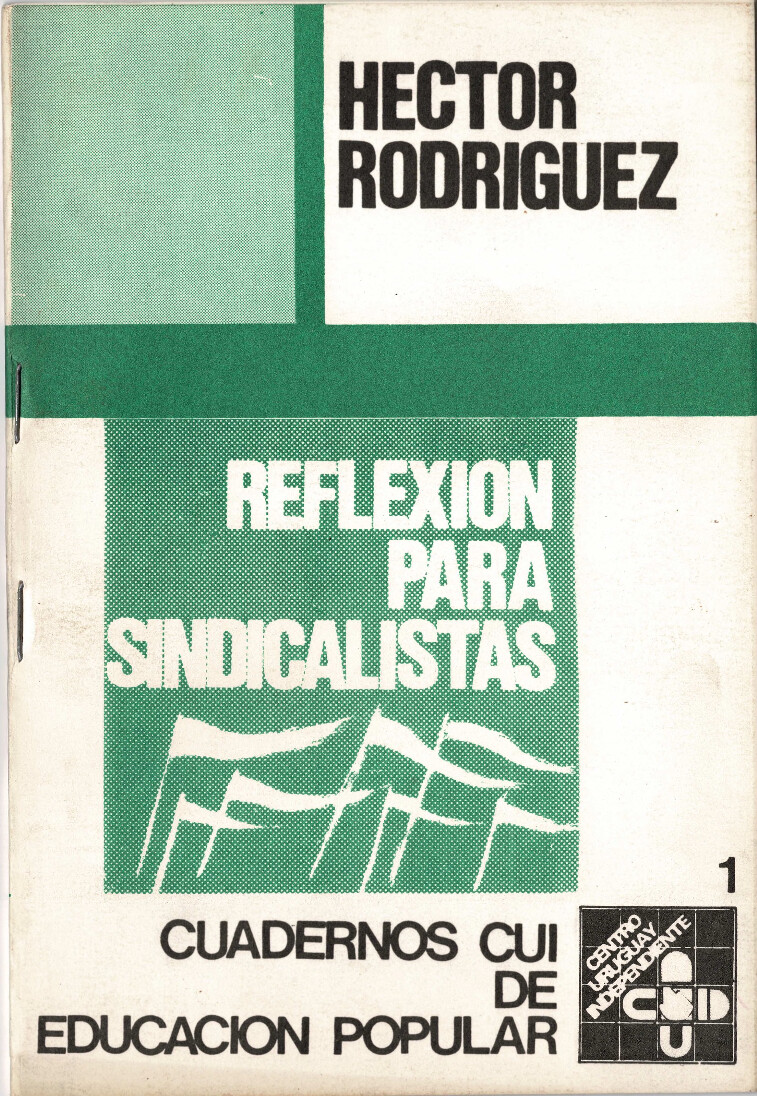 HECTOR
RODRIGUEZ
REFLEXION
PARA
SINDICALISTAS
1
CUADERNOS CUI
DE
EDUCACION POPULAR
CENTRO
URUGUAY
INDEPENDIENTE